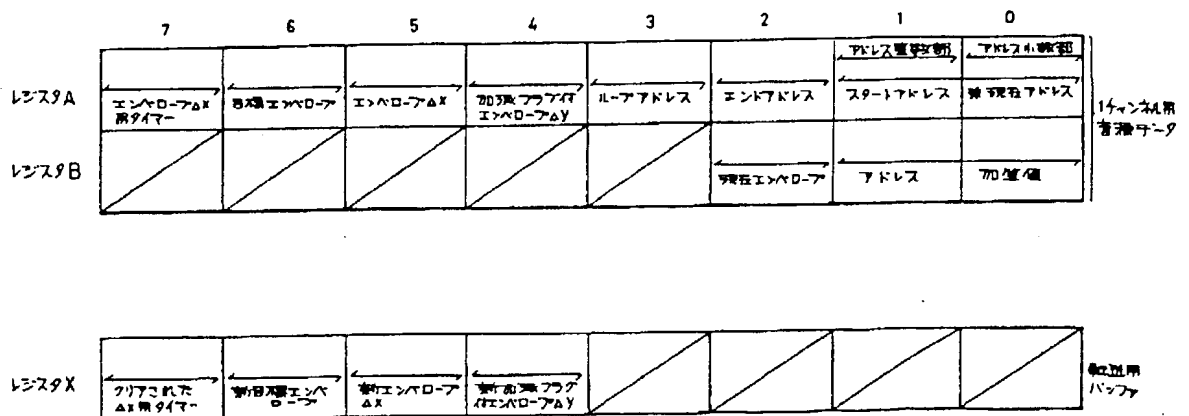 7 6 5 4 3 2 1 0
アドレス整数部 アドレス小数部
レジスタA
エンベロープΔx
用タイマー
目標エンベロープ
エンベロープΔx
加減フラグ付
エンベロープΔy
ループアドレス
エンドアドレス
スタートアドレス
兼現在アドレス
1チャンネル用
音源データ
レジスタB
現在エンベロープ
アドレス
加算値
レジスタX
クリアされた
Δx用タイマー
新目標エンベ
ロープ
新エンベロープ
Δx
新加減フラグ
付エンベロープΔy
転送用
バッファ